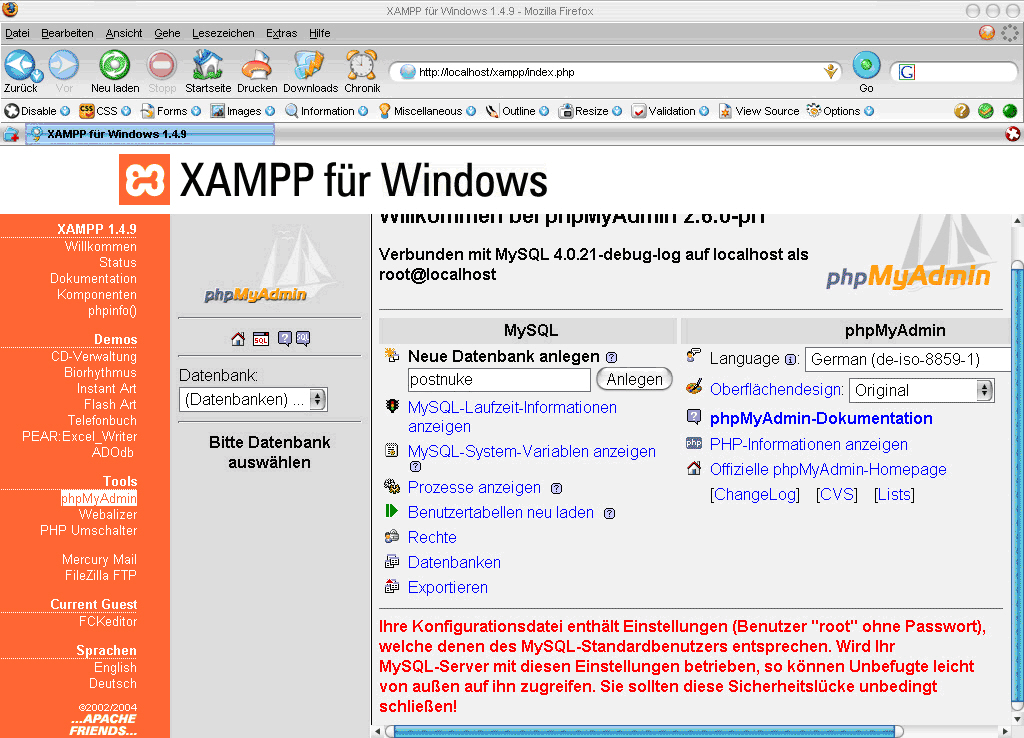 XAMPP für Windows 1.4.9 - Mozilla Firefox
Datei Bearbeiten Ansicht Gehe Lesezeichen Extras Hilfe
Zurück Vor Neu laden Stopp Startseite Drucken Downloads Chronik http://localhost/xampp/index.php Go G
Disable CSS Forms Images Information Miscellaneous Outline Resize Validation View Source Options
XAMPP für Windows 1.4.9
XAMPP für Windows
XAMPP 1.4.9
Willkommen
Status
Dokumentation
Komponenten
phpinfo()
Demos
CD-Verwaltung
Biorhythmus
Instant Art
Flash Art
Telefonbuch
PEAR:Excel_Writer
ADOdb
Tools
phpMyAdmin
Webalizer
PHP Umschalter
Mercury Mail
FileZilla FTP
Current Guest
FCKeditor
Sprachen
English
Deutsch
©2002/2004
...APACHE
FRIENDS...
phpMyAdmin
SQL SQL
Datenbank:
(Datenbanken) ...
Bitte Datenbank
auswählen
Willkommen bei phpMyAdmin 2.6.0-pl1
Verbunden mit MySQL 4.0.21-debug-log auf localhost als
root@localhost
phpMyAdmin
MySQL
Neue Datenbank anlegen
postnuke Anlegen
MySQL-Laufzeit-Informationen
anzeigen
MySQL-System-Variablen anzeigen
Prozesse anzeigen
Benutzertabellen neu laden
Rechte
Datenbanken
Exportieren
phpMyAdmin
Language : German (de-iso-8859-1)
Oberflächendesign: Original
phpMyAdmin-Dokumentation
php PHP-Informationen anzeigen
Offizielle phpMyAdmin-Homepage
[ChangeLog] [CVS] [Lists]
Ihre Konfigurationsdatei enthält Einstellungen (Benutzer "root" ohne Passwort),
welche denen des MySQL-Standardbenutzers entsprechen. Wird Ihr
MySQL-Server mit diesen Einstellungen betrieben, so können Unbefugte leicht
von außen auf ihn zugreifen. Sie sollten diese Sicherheitslücke unbedingt
schließen!